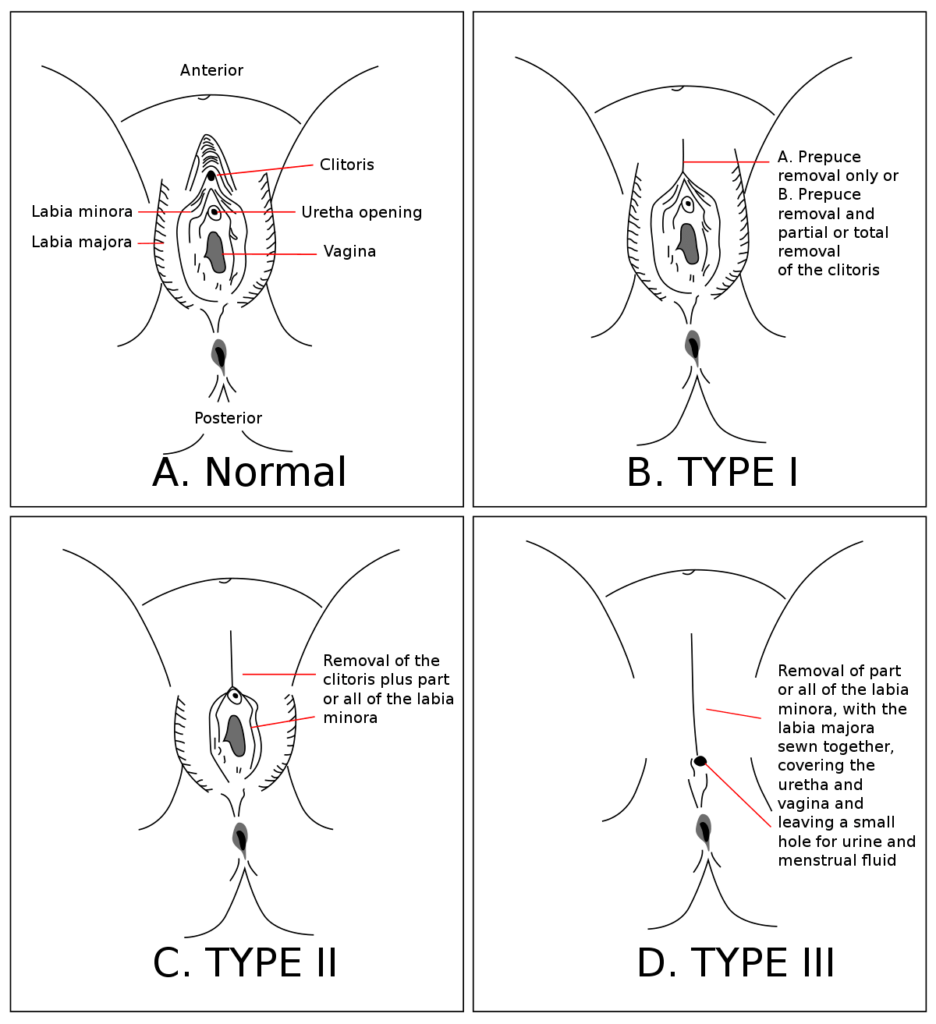 Anterior
Clitoris
Labia minora
Uretha opening
Labia majora
Vagina
Posterior
A. Normal
A. Prepuce
removal only or
B. Prepuce
removal and
partial or total
removal
of the clitoris
B. TYPE I
Removal of the
clitoris plus part
or all of the labia
minora
C. TYPE II
Removal of part
or all of the labia
minora, with the
labia majora
sewn together,
covering the
uretha and
vagina and
leaving a small
hole for urine and
menstrual fluid
D. TYPE III